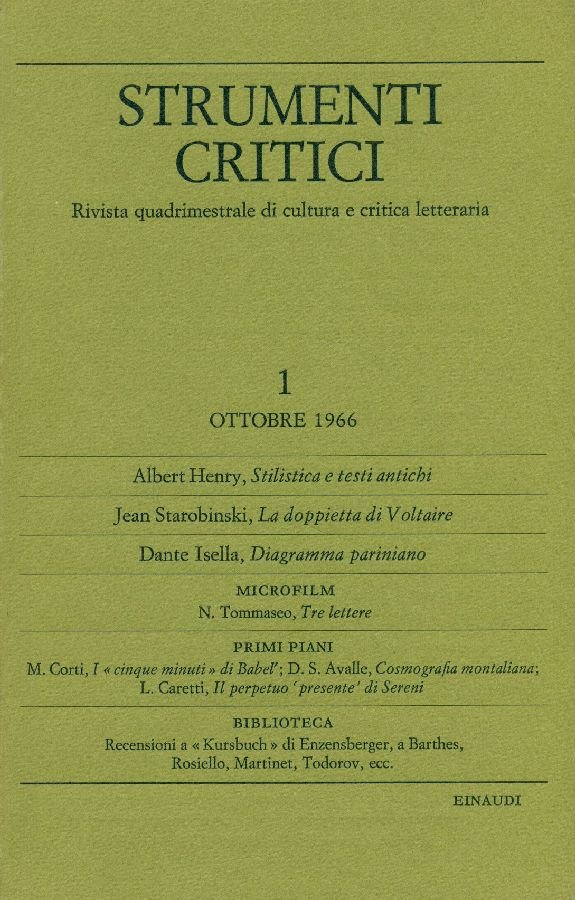 STRUMENTI
CRITICI
Rivista quadrimestrale di cultura e critica letteraria
1
OTTOBRE 1966
Albert Henry, Stilistica e testi antichi
Jean Starobinski, La doppietta di Voltaire
Dante Isella, Diagramma pariniano
MICROFILM
N. Tommaseo, Tre lettere
PRIMI PIANI
M. Corti, I « cinque minuti » di Babel'; D. S. Avalle, Cosmografia montaliana;
L. Caretti, Il perpetuo ‘presente’ di Sereni
BIBLIOTECA
Recensioni a « Kursbuch » di Enzensberger, a Barthes,
Rosiello, Martinet, Todorov, ecc.
EINAUDI